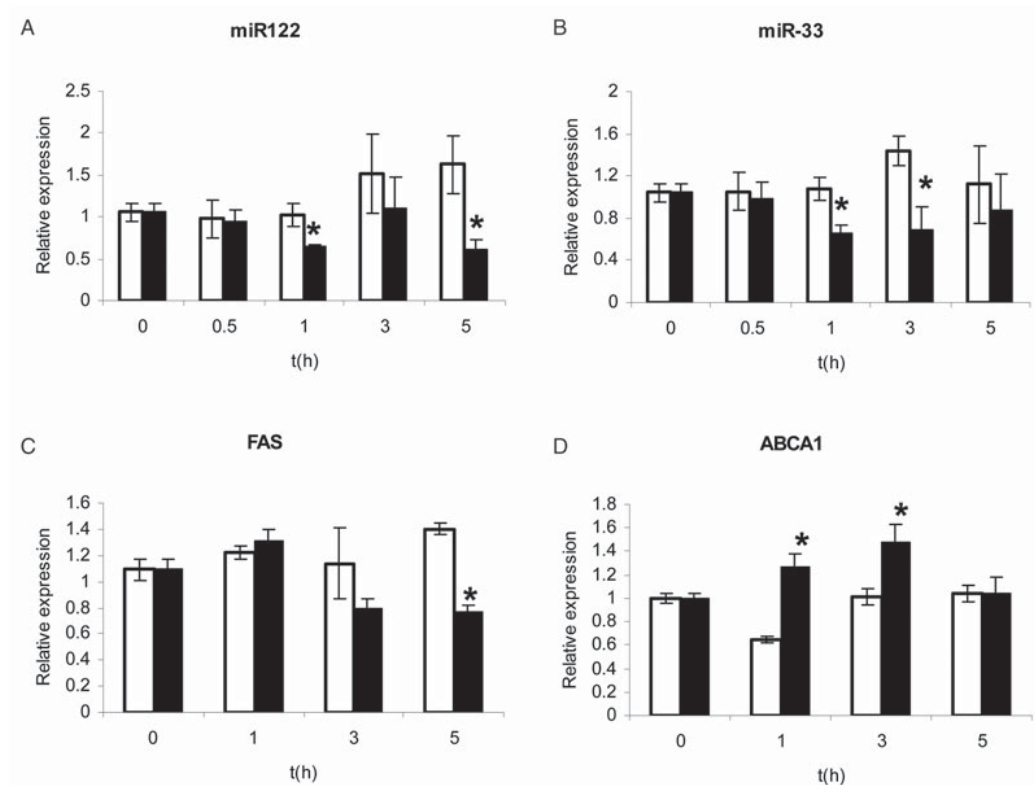 A
miR122
Relative expression
2.5
2
1.5
1
0.5
0
*
*
0 0.5 1 3 5
t(h)
B
miR-33
Relative expression
2
1.6
1.2
0.8
0.4
0
*
*
0 0.5 1 3 5
t(h)
C
FAS
Relative expression
1.6
1.4
1.2
1
0.8
0.6
0.4
0.2
0
*
0 1 3 5
t(h)
D
ABCA1
Relative expression
1.8
1.6
1.4
1.2
1
0.8
0.6
0.4
0.2
0
*
*
0 1 3 5
t(h)